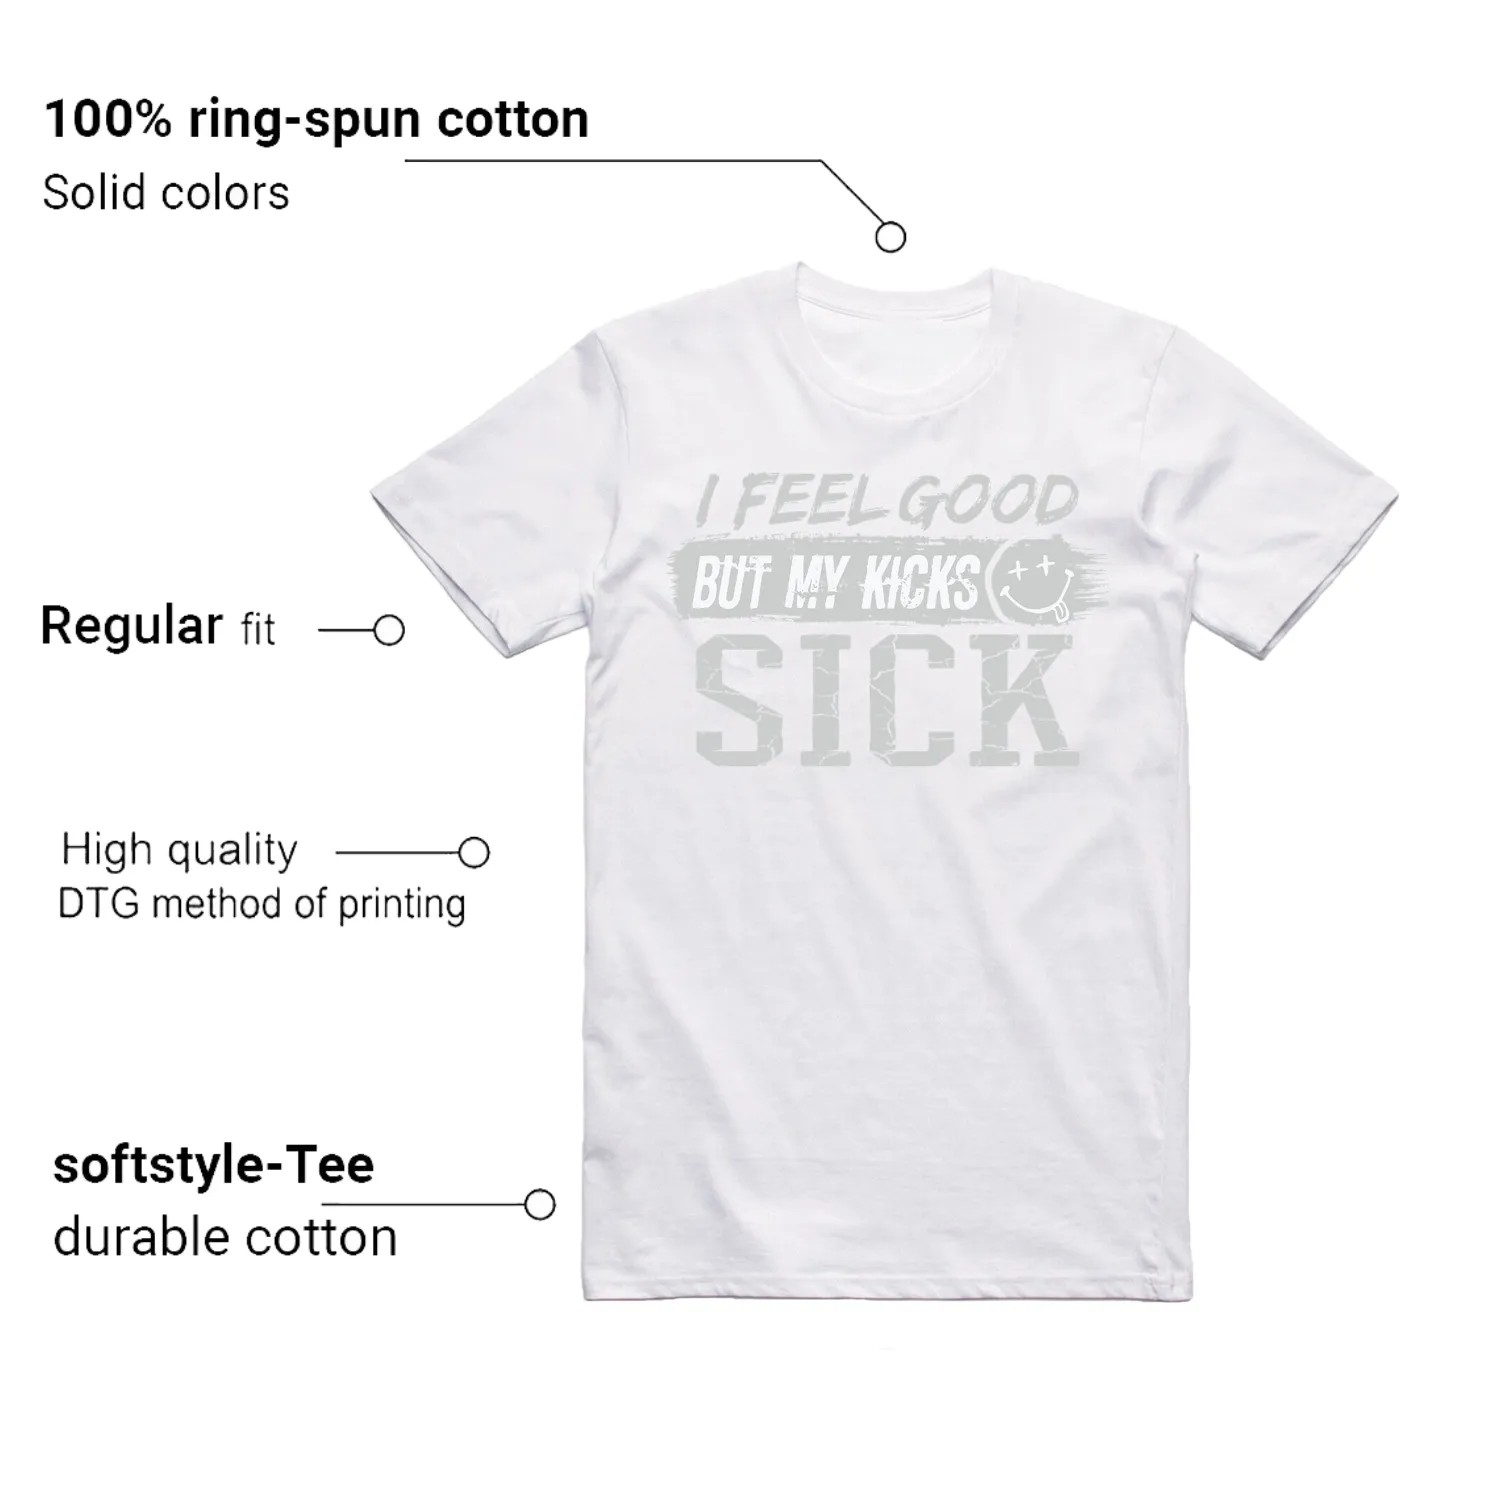 100% ring-spun cotton
Solid colors
I FEEL GOOD
BUT MY KICKS
SICK
Regular fit
High quality
DTG method of printing
softstyle-Tee
durable cotton